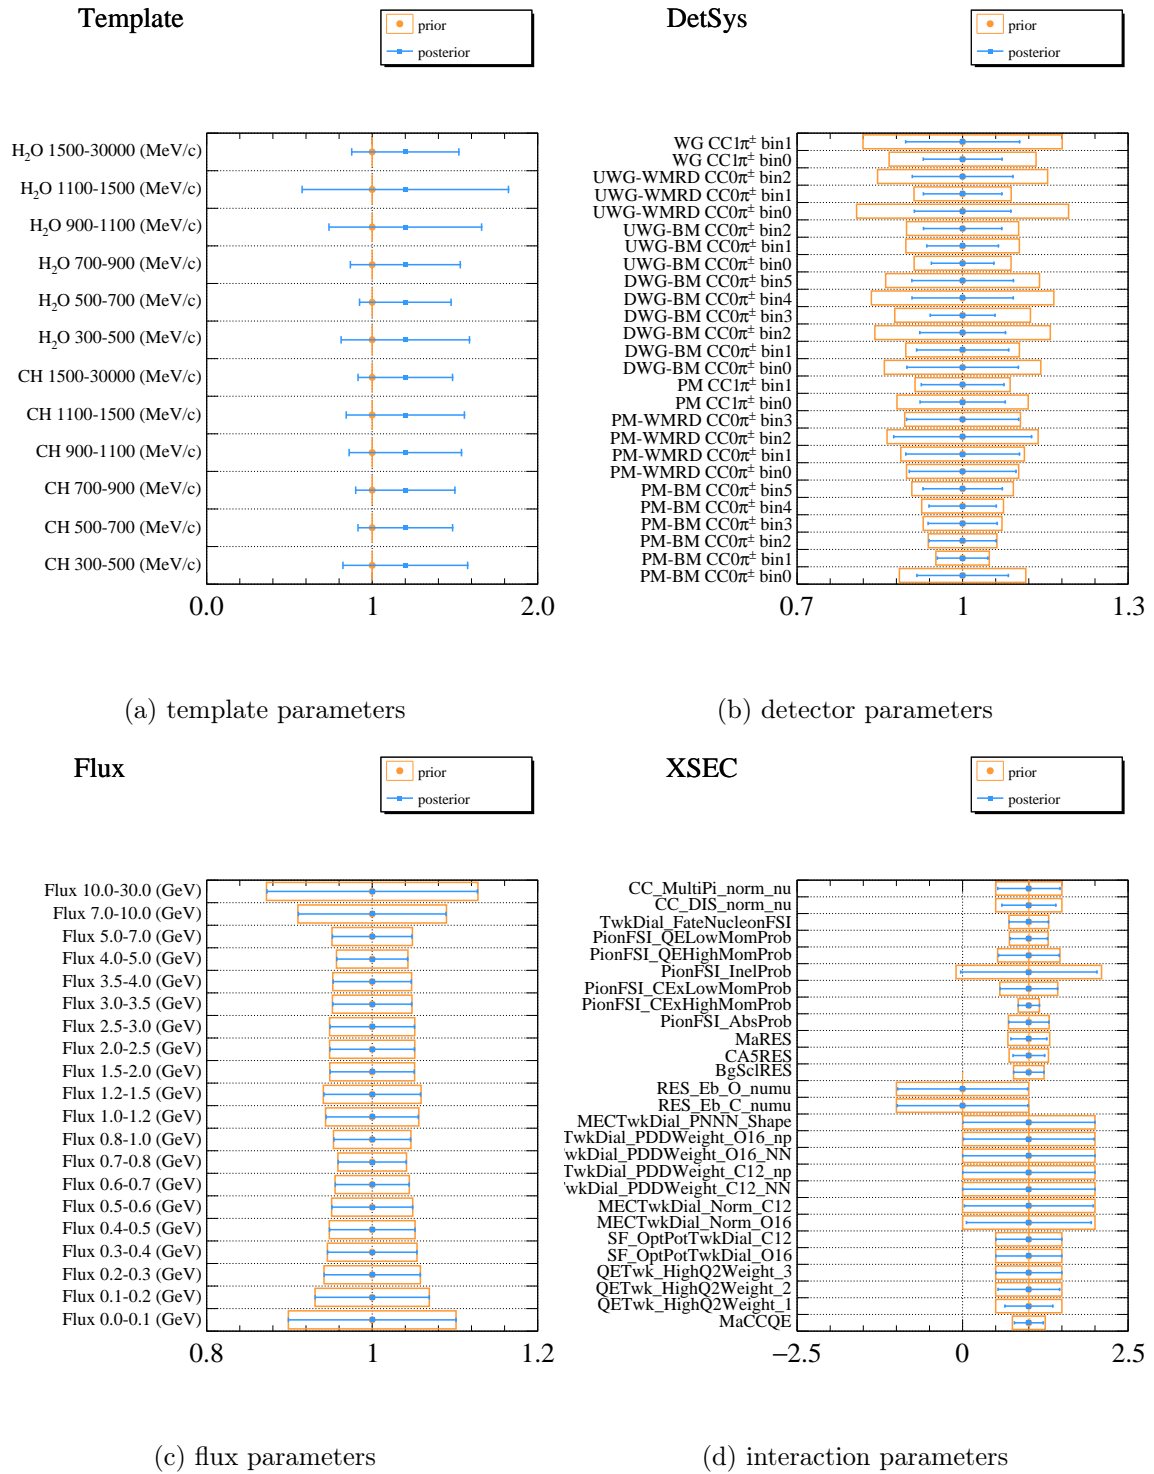 Template
prior
posterior
H₂O 1500-30000 (MeV/c)
H₂O 1100-1500 (MeV/c)
H₂O 900-1100 (MeV/c)
H₂O 700-900 (MeV/c)
H₂O 500-700 (MeV/c)
H₂O 300-500 (MeV/c)
CH 1500-30000 (MeV/c)
CH 1100-1500 (MeV/c)
CH 900-1100 (MeV/c)
CH 700-900 (MeV/c)
CH 500-700 (MeV/c)
CH 300-500 (MeV/c)
0.0 1 2.0
(a) template parameters
DetSys
prior
posterior
WG CC1π± bin1
WG CC1π± bin0
UWG-WMRD CC0π± bin2
UWG-WMRD CC0π± bin1
UWG-WMRD CC0π± bin0
UWG-BM CC0π± bin2
UWG-BM CC0π± bin1
UWG-BM CC0π± bin0
DWG-BM CC0π± bin5
DWG-BM CC0π± bin4
DWG-BM CC0π± bin3
DWG-BM CC0π± bin2
DWG-BM CC0π± bin1
DWG-BM CC0π± bin0
PM CC1π± bin1
PM CC1π± bin0
PM-WMRD CC0π± bin3
PM-WMRD CC0π± bin2
PM-WMRD CC0π± bin1
PM-WMRD CC0π± bin0
PM-BM CC0π± bin5
PM-BM CC0π± bin4
PM-BM CC0π± bin3
PM-BM CC0π± bin2
PM-BM CC0π± bin1
PM-BM CC0π± bin0
0.7 1 1.3
(b) detector parameters
Flux
prior
posterior
Flux 10.0-30.0 (GeV)
Flux 7.0-10.0 (GeV)
Flux 5.0-7.0 (GeV)
Flux 4.0-5.0 (GeV)
Flux 3.5-4.0 (GeV)
Flux 3.0-3.5 (GeV)
Flux 2.5-3.0 (GeV)
Flux 2.0-2.5 (GeV)
Flux 1.5-2.0 (GeV)
Flux 1.2-1.5 (GeV)
Flux 1.0-1.2 (GeV)
Flux 0.8-1.0 (GeV)
Flux 0.7-0.8 (GeV)
Flux 0.6-0.7 (GeV)
Flux 0.5-0.6 (GeV)
Flux 0.4-0.5 (GeV)
Flux 0.3-0.4 (GeV)
Flux 0.2-0.3 (GeV)
Flux 0.1-0.2 (GeV)
Flux 0.0-0.1 (GeV)
0.8 1 1.2
(c) flux parameters
XSEC
prior
posterior
CC_MultiPi_norm_nu
CC_DIS_norm_nu
TwkDial_FateNucleonFSI
PionFSI_QELowMomProb
PionFSI_QEHighMomProb
PionFSI_InelProb
PionFSI_CExLowMomProb
PionFSI_CExHighMomProb
PionFSI_AbsProb
MaRES
CA5RES
BgSclRES
RES_Eb_O_numu
RES_Eb_C_numu
MECTwkDial_PNNN_Shape
TwkDial_PDDWeight_O16_np
wkDial_PDDWeight_O16_NN
TwkDial_PDDWeight_C12_np
wkDial_PDDWeight_C12_NN
MECTwkDial_Norm_C12
MECTwkDial_Norm_O16
SF_OptPotTwkDial_C12
SF_OptPotTwkDial_O16
QETwk_HighQ2Weight_3
QETwk_HighQ2Weight_2
QETwk_HighQ2Weight_1
MaCCQE
−2.5 0 2.5
(d) interaction parameters